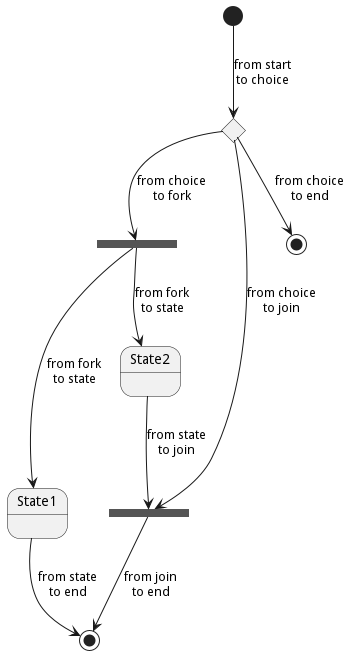 from start
to choice
from choice
to fork
from choice
to end
from fork
to state
from choice
to join
State2
from fork
to state
from state
to join
State1
from state
to end
from join
to end